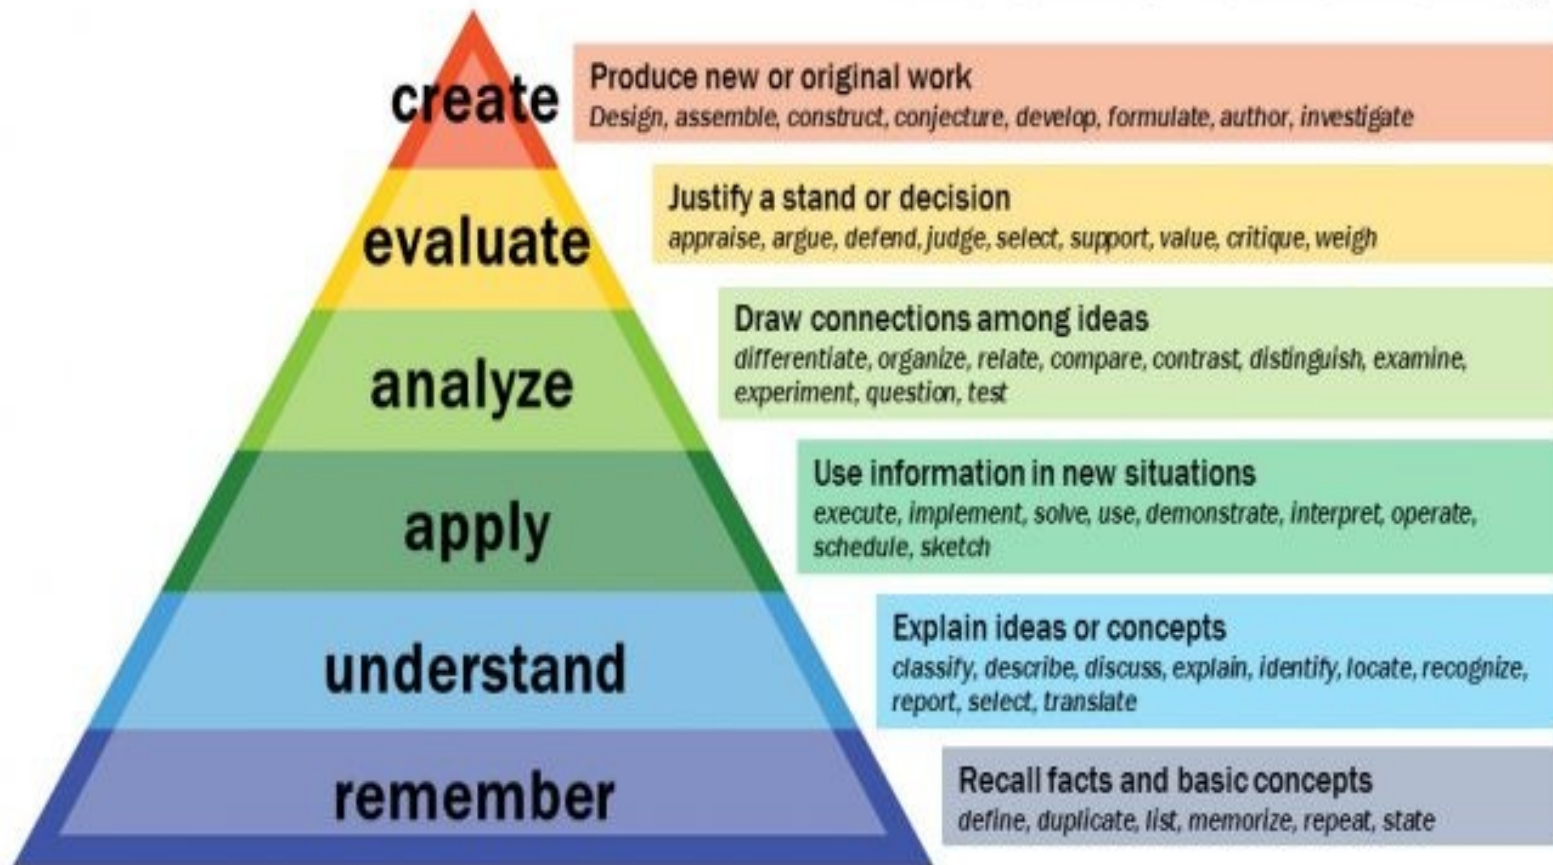 create
Produce new or original work
Design, assemble, construct, conjecture, develop, formulate, author, investigate
evaluate
Justify a stand or decision
appraise, argue, defend, judge, select, support, value, critique, weigh
analyze
Draw connections among ideas
differentiate, organize, relate, compare, contrast, distinguish, examine,
experiment, question, test
apply
Use information in new situations
execute, implement, solve, use, demonstrate, interpret, operate,
schedule, sketch
understand
Explain ideas or concepts
classify, describe, discuss, explain, identify, locate, recognize,
report, select, translate
remember
Recall facts and basic concepts
define, duplicate, list, memorize, repeat, state